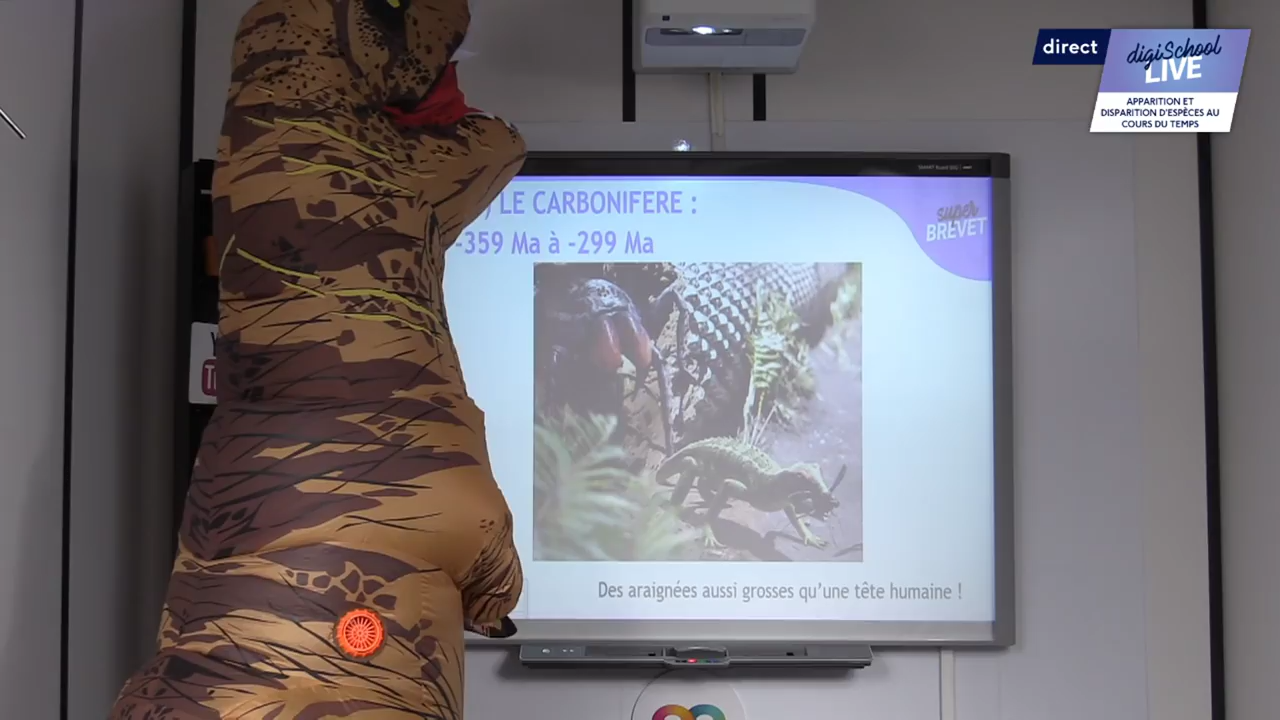 direct
digiSchool
LIVE
APPARITION ET
DISPARITION D'ESPÈCES AU
COURS DU TEMPS
) LE CARBONIFERE :
-359 Ma à -299 Ma
super
BREVET
Des araignées aussi grosses qu'une tête humaine !